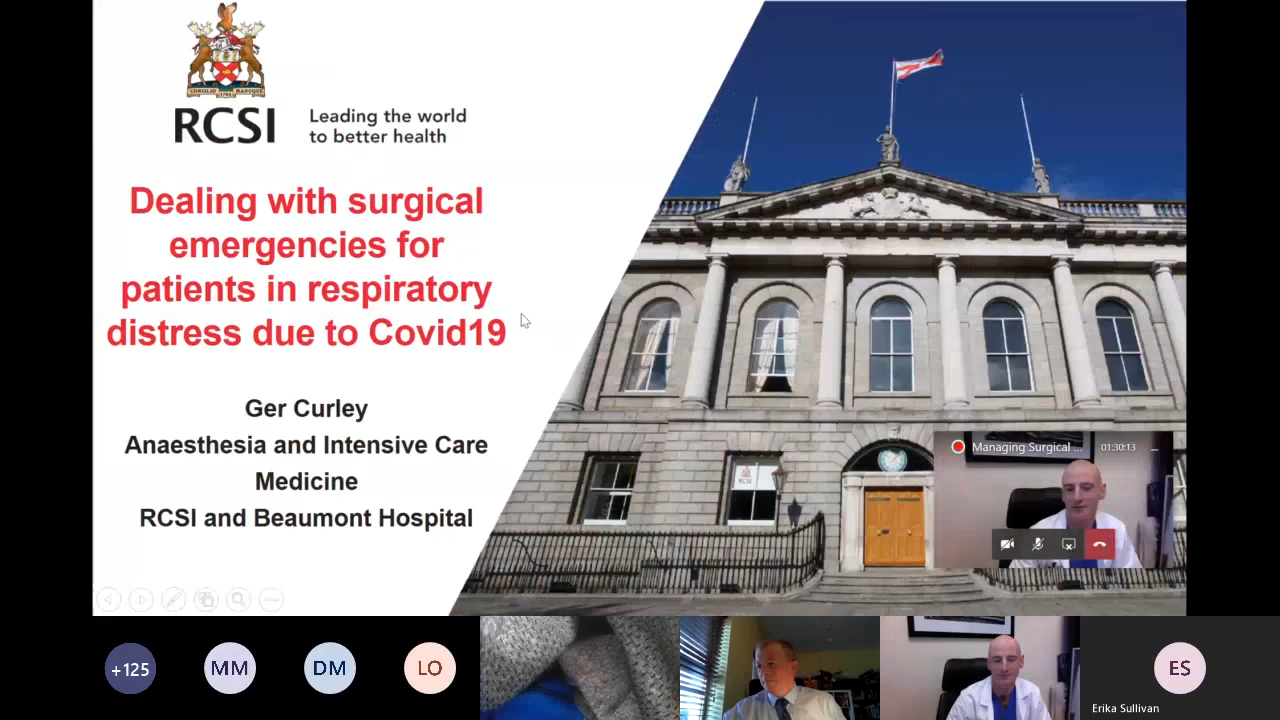 CONSILIO MANUQUE
RCSI
Leading the world
to better health
Dealing with surgical
emergencies for
patients in respiratory
distress due to Covid19
Ger Curley
Anaesthesia and Intensive Care
Medicine
RCSI and Beaumont Hospital
RCSI
Managing Surgical ...
01:30:13
+125
MM
DM
LO
ES
Erika Sullivan